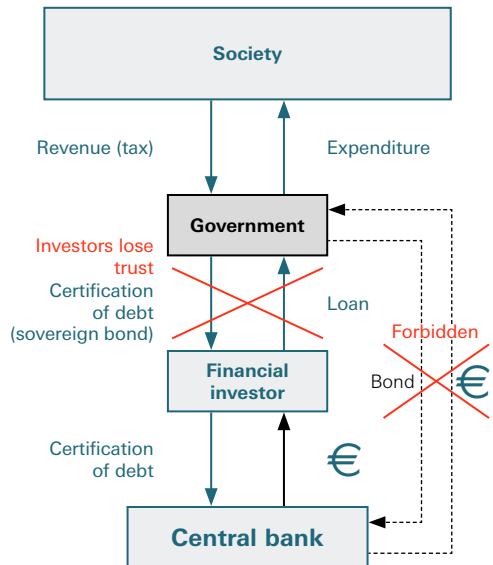 Society
Revenue (tax)
Expenditure
Government
Investors lose
trust
Certification
of debt
(sovereign bond)
Loan
Forbidden
Bond
€
Financial
investor
Certification
of debt
€
Central bank